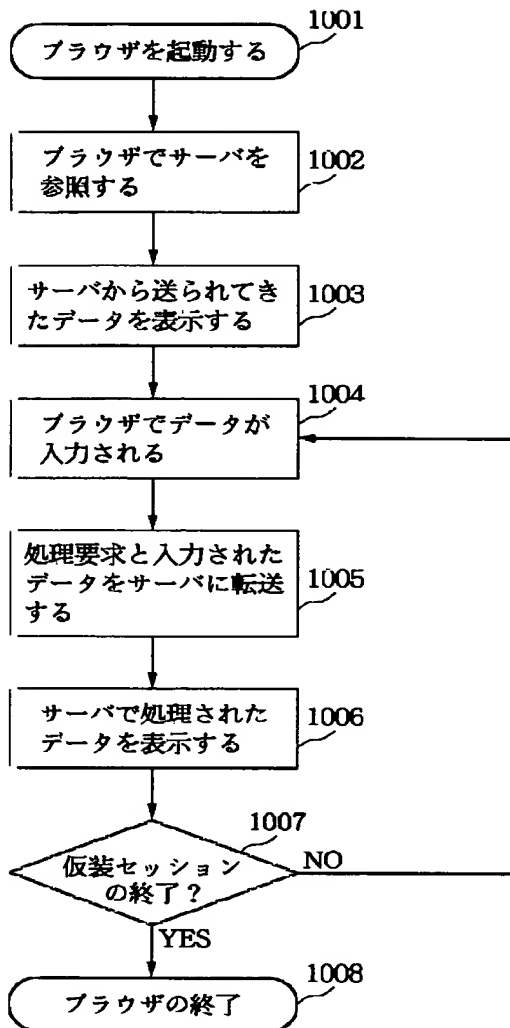 1001
ブラウザを起動する
1002
ブラウザでサーバを
参照する
1003
サーバから送られてき
たデータを表示する
1004
ブラウザでデータが
入力される
1005
処理要求と入力された
データをサーバに転送
する
1006
サーバで処理された
データを表示する
1007
仮装セッション
の終了？
NO
YES
1008
ブラウザの終了